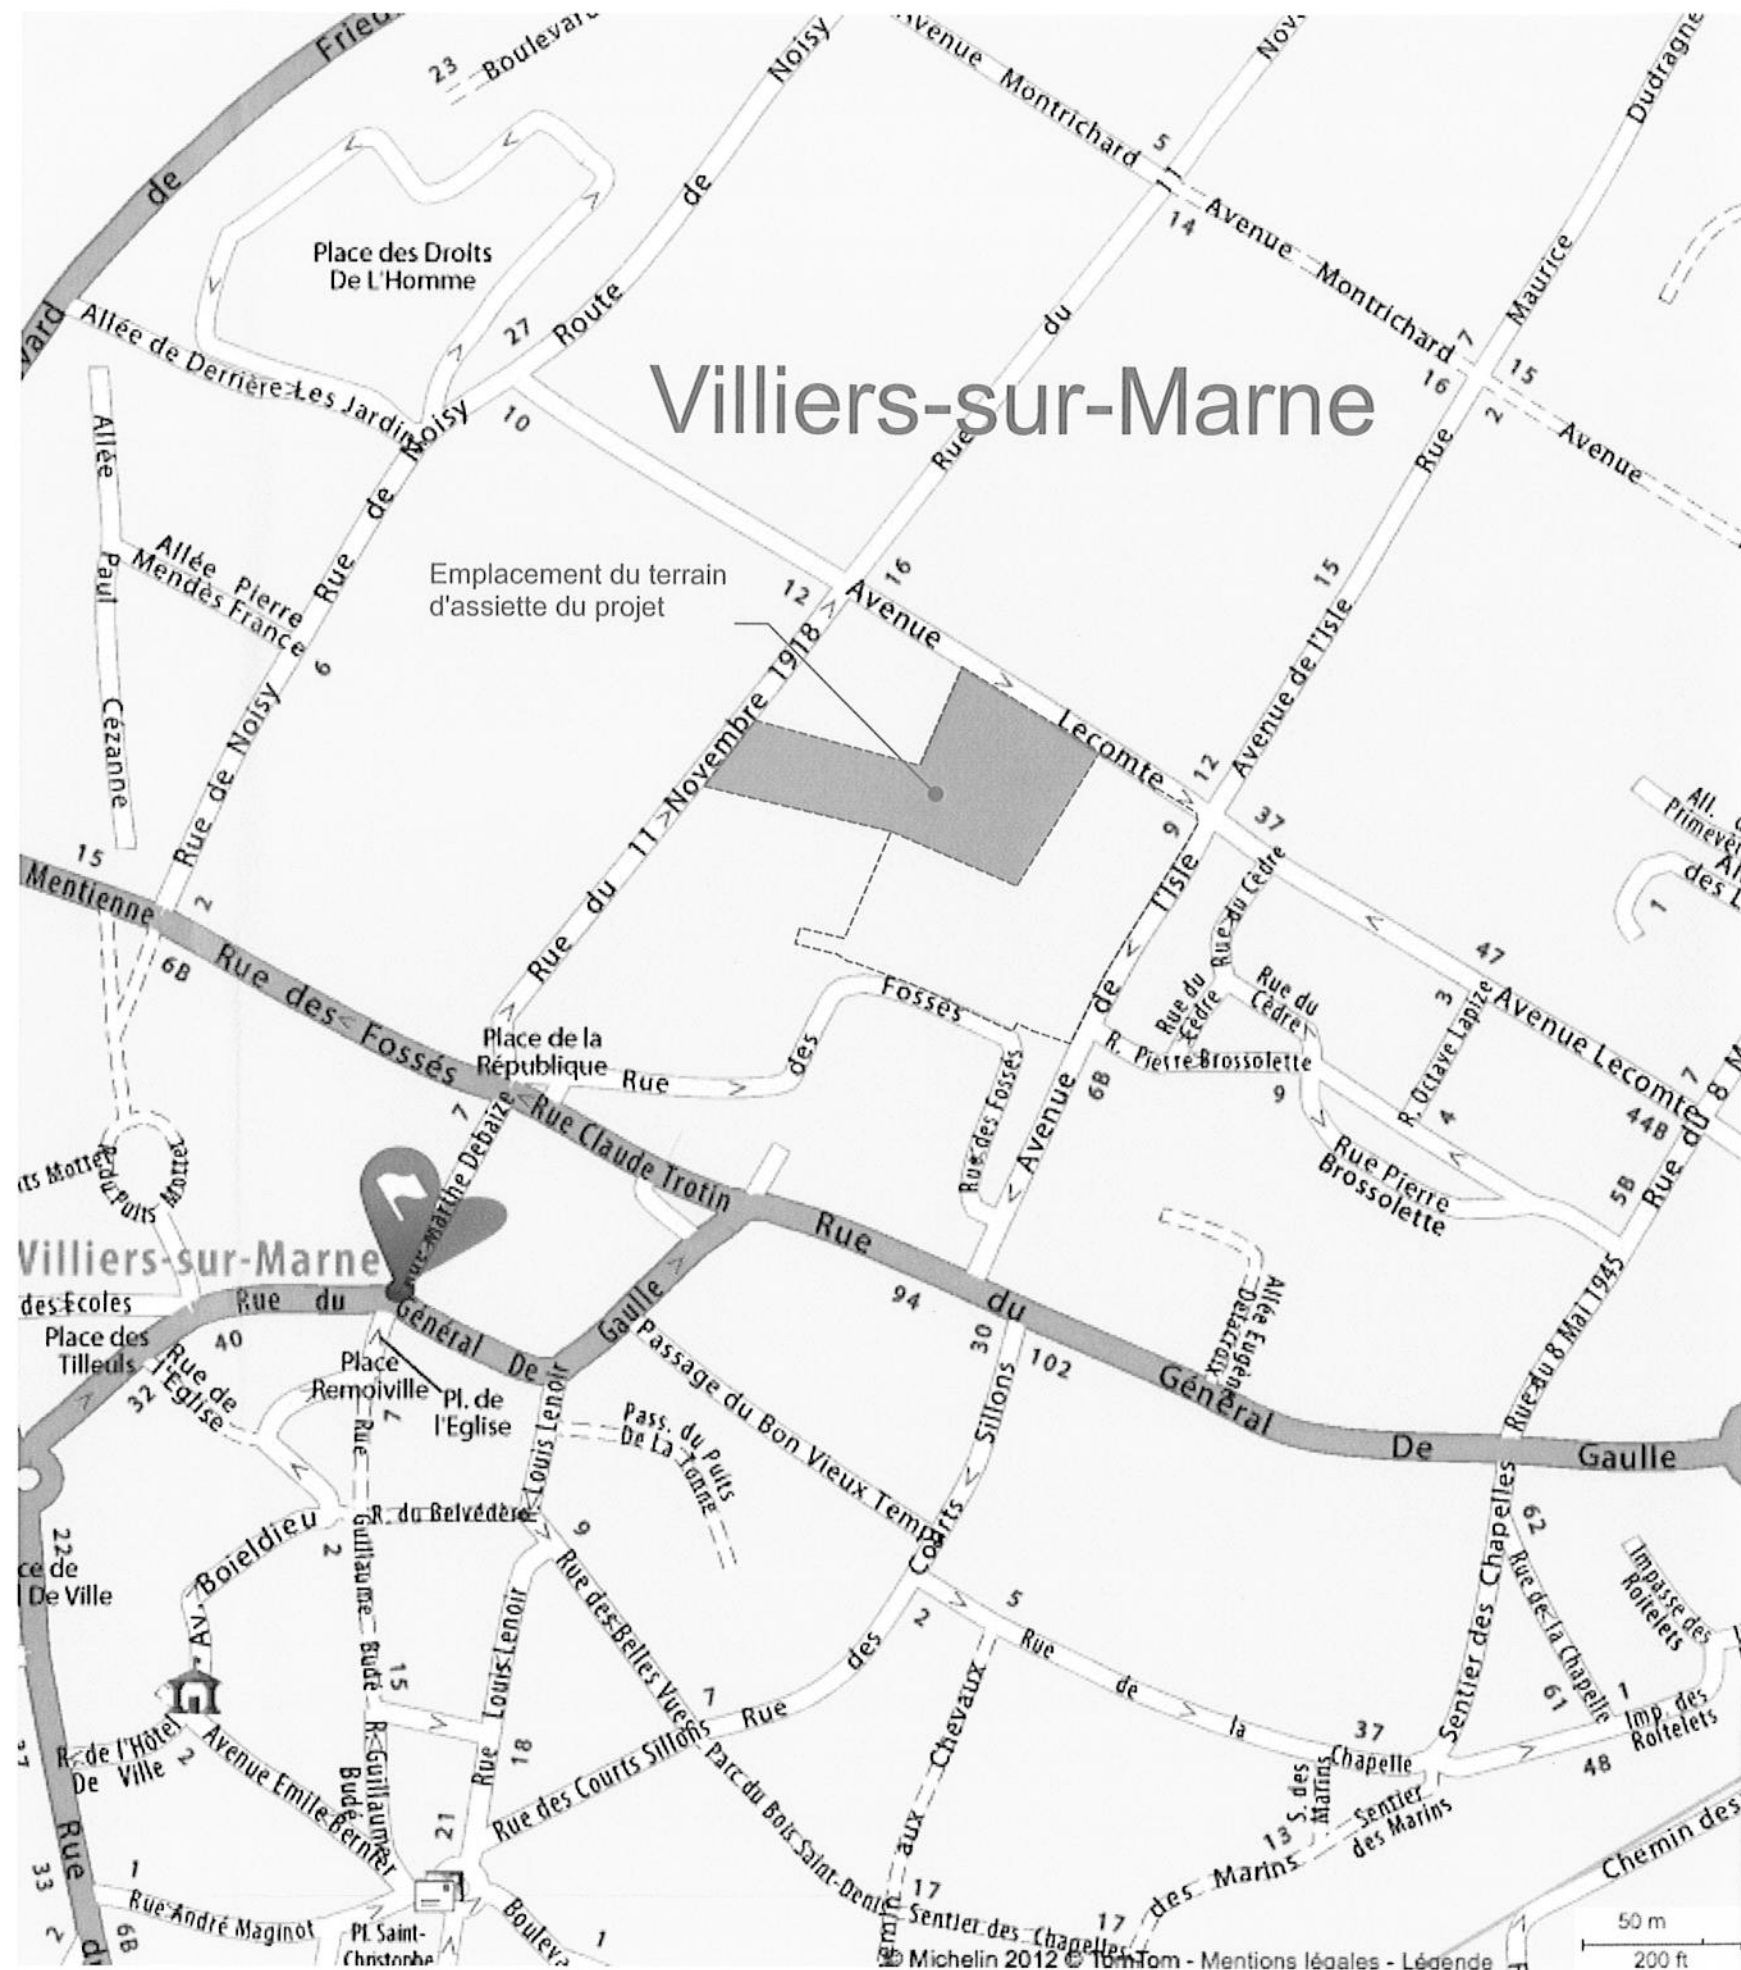 Fried
de
vard
23
Boulevard
Noisy
de
Route
27
10
Place des Droits
De L'Homme
Allée de Derrière Les Jardins
Avenue Montrichard
5
14
Avenue Montrichard
7
16
15
2
Avenue
Nov
Dudragne
Maurice
Rue
du
Rue
Villiers-sur-Marne
Allée
Paul
Cézanne
Allée Pierre
Mendès France
Rue de Noisy
6
Rue de Noisy
Emplacement du terrain
d'assiette du projet
12
16
Avenue
Lecomte
15
Avenue de l'Isle
12
9
37
Rue du 11 Novembre 1918
15
Mentienne
2
6B
Rue des Fossés
Place de la
République
Rue
des
Fossés
Rue des Fossés
Avenue
de
l'Isle
Rue du Cèdre
Rue du
Cèdre
Rue du
Cèdre
R. Pierre Brossolette
6B
9
47
3
Avenue Lecomte
R. Octave Lapize
4
7
44B
5B
Rue du 8 M
All. d
Primevèr
des L
1
Rue Pierre
Brossolette
7
Rue Marthe Debaize
Rue Claude Trotin
Rue
du
Général
De
Gaulle
ts Mottet
R. du Puits Mottet
Villiers-sur-Marne
des Ecoles
Rue du
Général De
Gaulle
40
Place des
Tilleuls
32
Rue de
l'Eglise
Place
Remoiville
7
Pl. de
l'Eglise
94
30
102
Allée Eugène
Delacroix
Rue du 8 Mai 1945
R. Louis Lenoir
Pass. du Puits
De La Tonne
Passage du Bon Vieux Temps
Rue des Courts Sillons
22
ce de
l De Ville
Boieldieu
Av.
2
Rue Guillaume Budé
R. du Belvédère
9
Rue des Belles Vues
5
2
Rue de la Chapelle
62
Rue de la Chapelle
Sentier des Chapelles
Impasse des
Roitelets
61
1
Imp. des
Roitelets
48
37
15
Rue Louis Lenoir
18
7
Rue des Courts Sillons
37
R. de l'Hôtel
De Ville
2
Avenue Emile Bernier
R. Guillaume
Budé
21
Parc du Bois Saint-Denis
aux Chevaux
S. des
Marins
13
Sentier
des Marins
des Marins
Chemin des
Rue
33
1
Rue André Maginot
2
6B
du
Pl. Saint-
Christophe
Bouleva
1
17
Sentier des Chapelles
17
© Michelin 2012 © TomTom - Mentions légales - Légende
50 m
200 ft